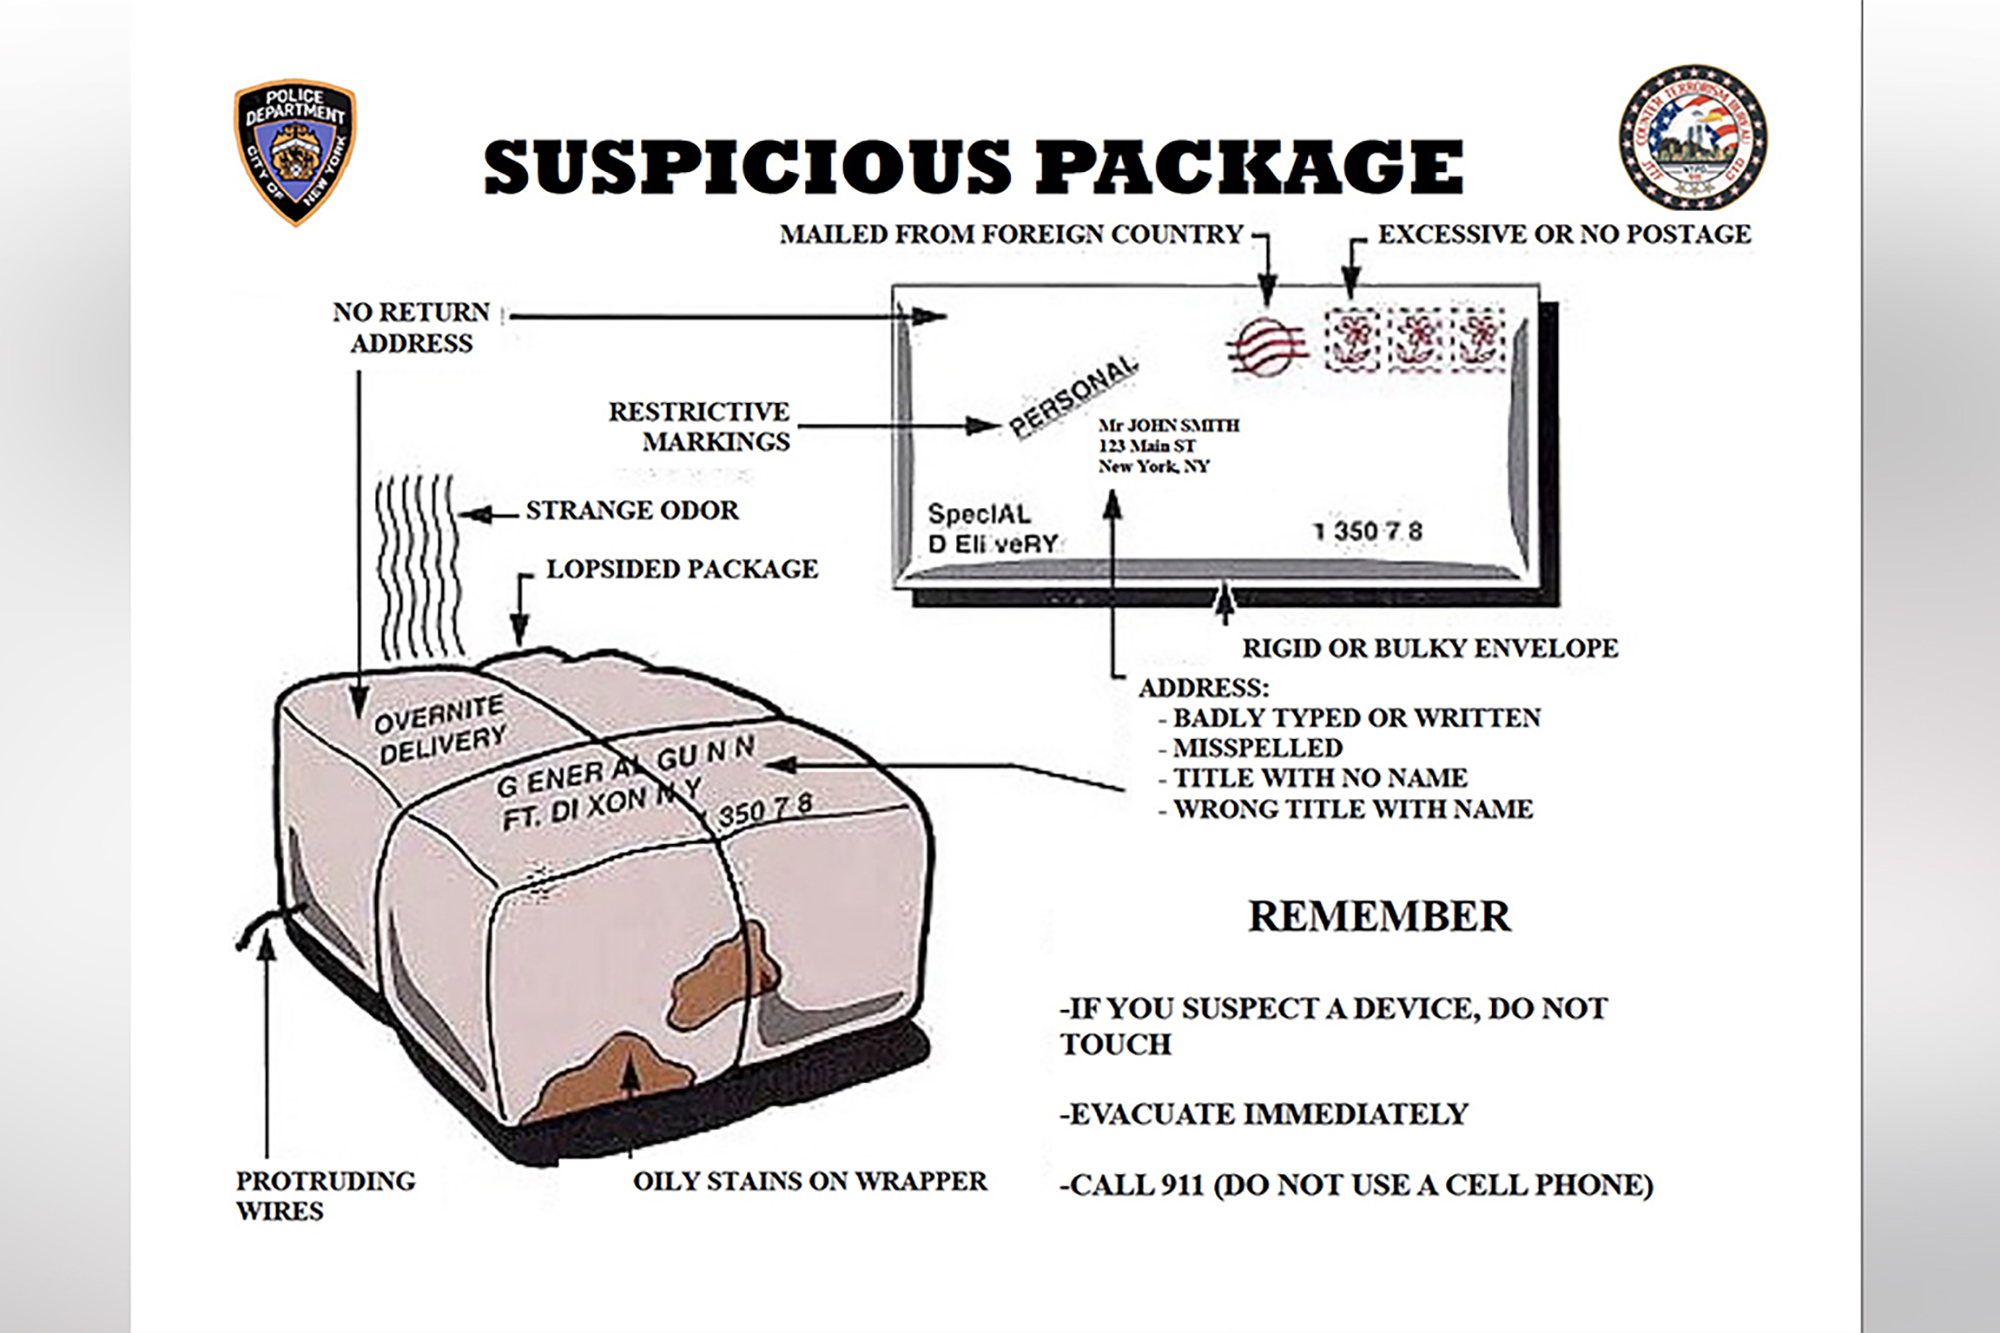 POLICE
DEPARTMENT
CITY OF NEW YORK
COUNTER TERRORISM BUREAU
JTTF
NYPD
CTD
SUSPICIOUS PACKAGE
MAILED FROM FOREIGN COUNTRY
EXCESSIVE OR NO POSTAGE
NO RETURN
ADDRESS
RESTRICTIVE
MARKINGS
PERSONAL
Mr JOHN SMITH
123 Main ST
New York, NY
SpecIAL
D Eli veRY
1 350 7 8
STRANGE ODOR
LOPSIDED PACKAGE
RIGID OR BULKY ENVELOPE
ADDRESS:
- BADLY TYPED OR WRITTEN
- MISSPELLED
- TITLE WITH NO NAME
- WRONG TITLE WITH NAME
OVERNITE
DELIVERY
G ENER AL GU N N
FT. DI XON N Y
1 350 7 8
REMEMBER
-IF YOU SUSPECT A DEVICE, DO NOT
TOUCH
-EVACUATE IMMEDIATELY
-CALL 911 (DO NOT USE A CELL PHONE)
PROTRUDING
WIRES
OILY STAINS ON WRAPPER